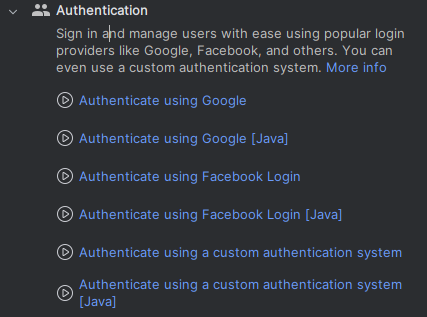 Authentication
Sign in and manage users with ease using popular login
providers like Google, Facebook, and others. You can
even use a custom authentication system. More info
Authenticate using Google
Authenticate using Google [Java]
Authenticate using Facebook Login
Authenticate using Facebook Login [Java]
Authenticate using a custom authentication system
Authenticate using a custom authentication system
[Java]